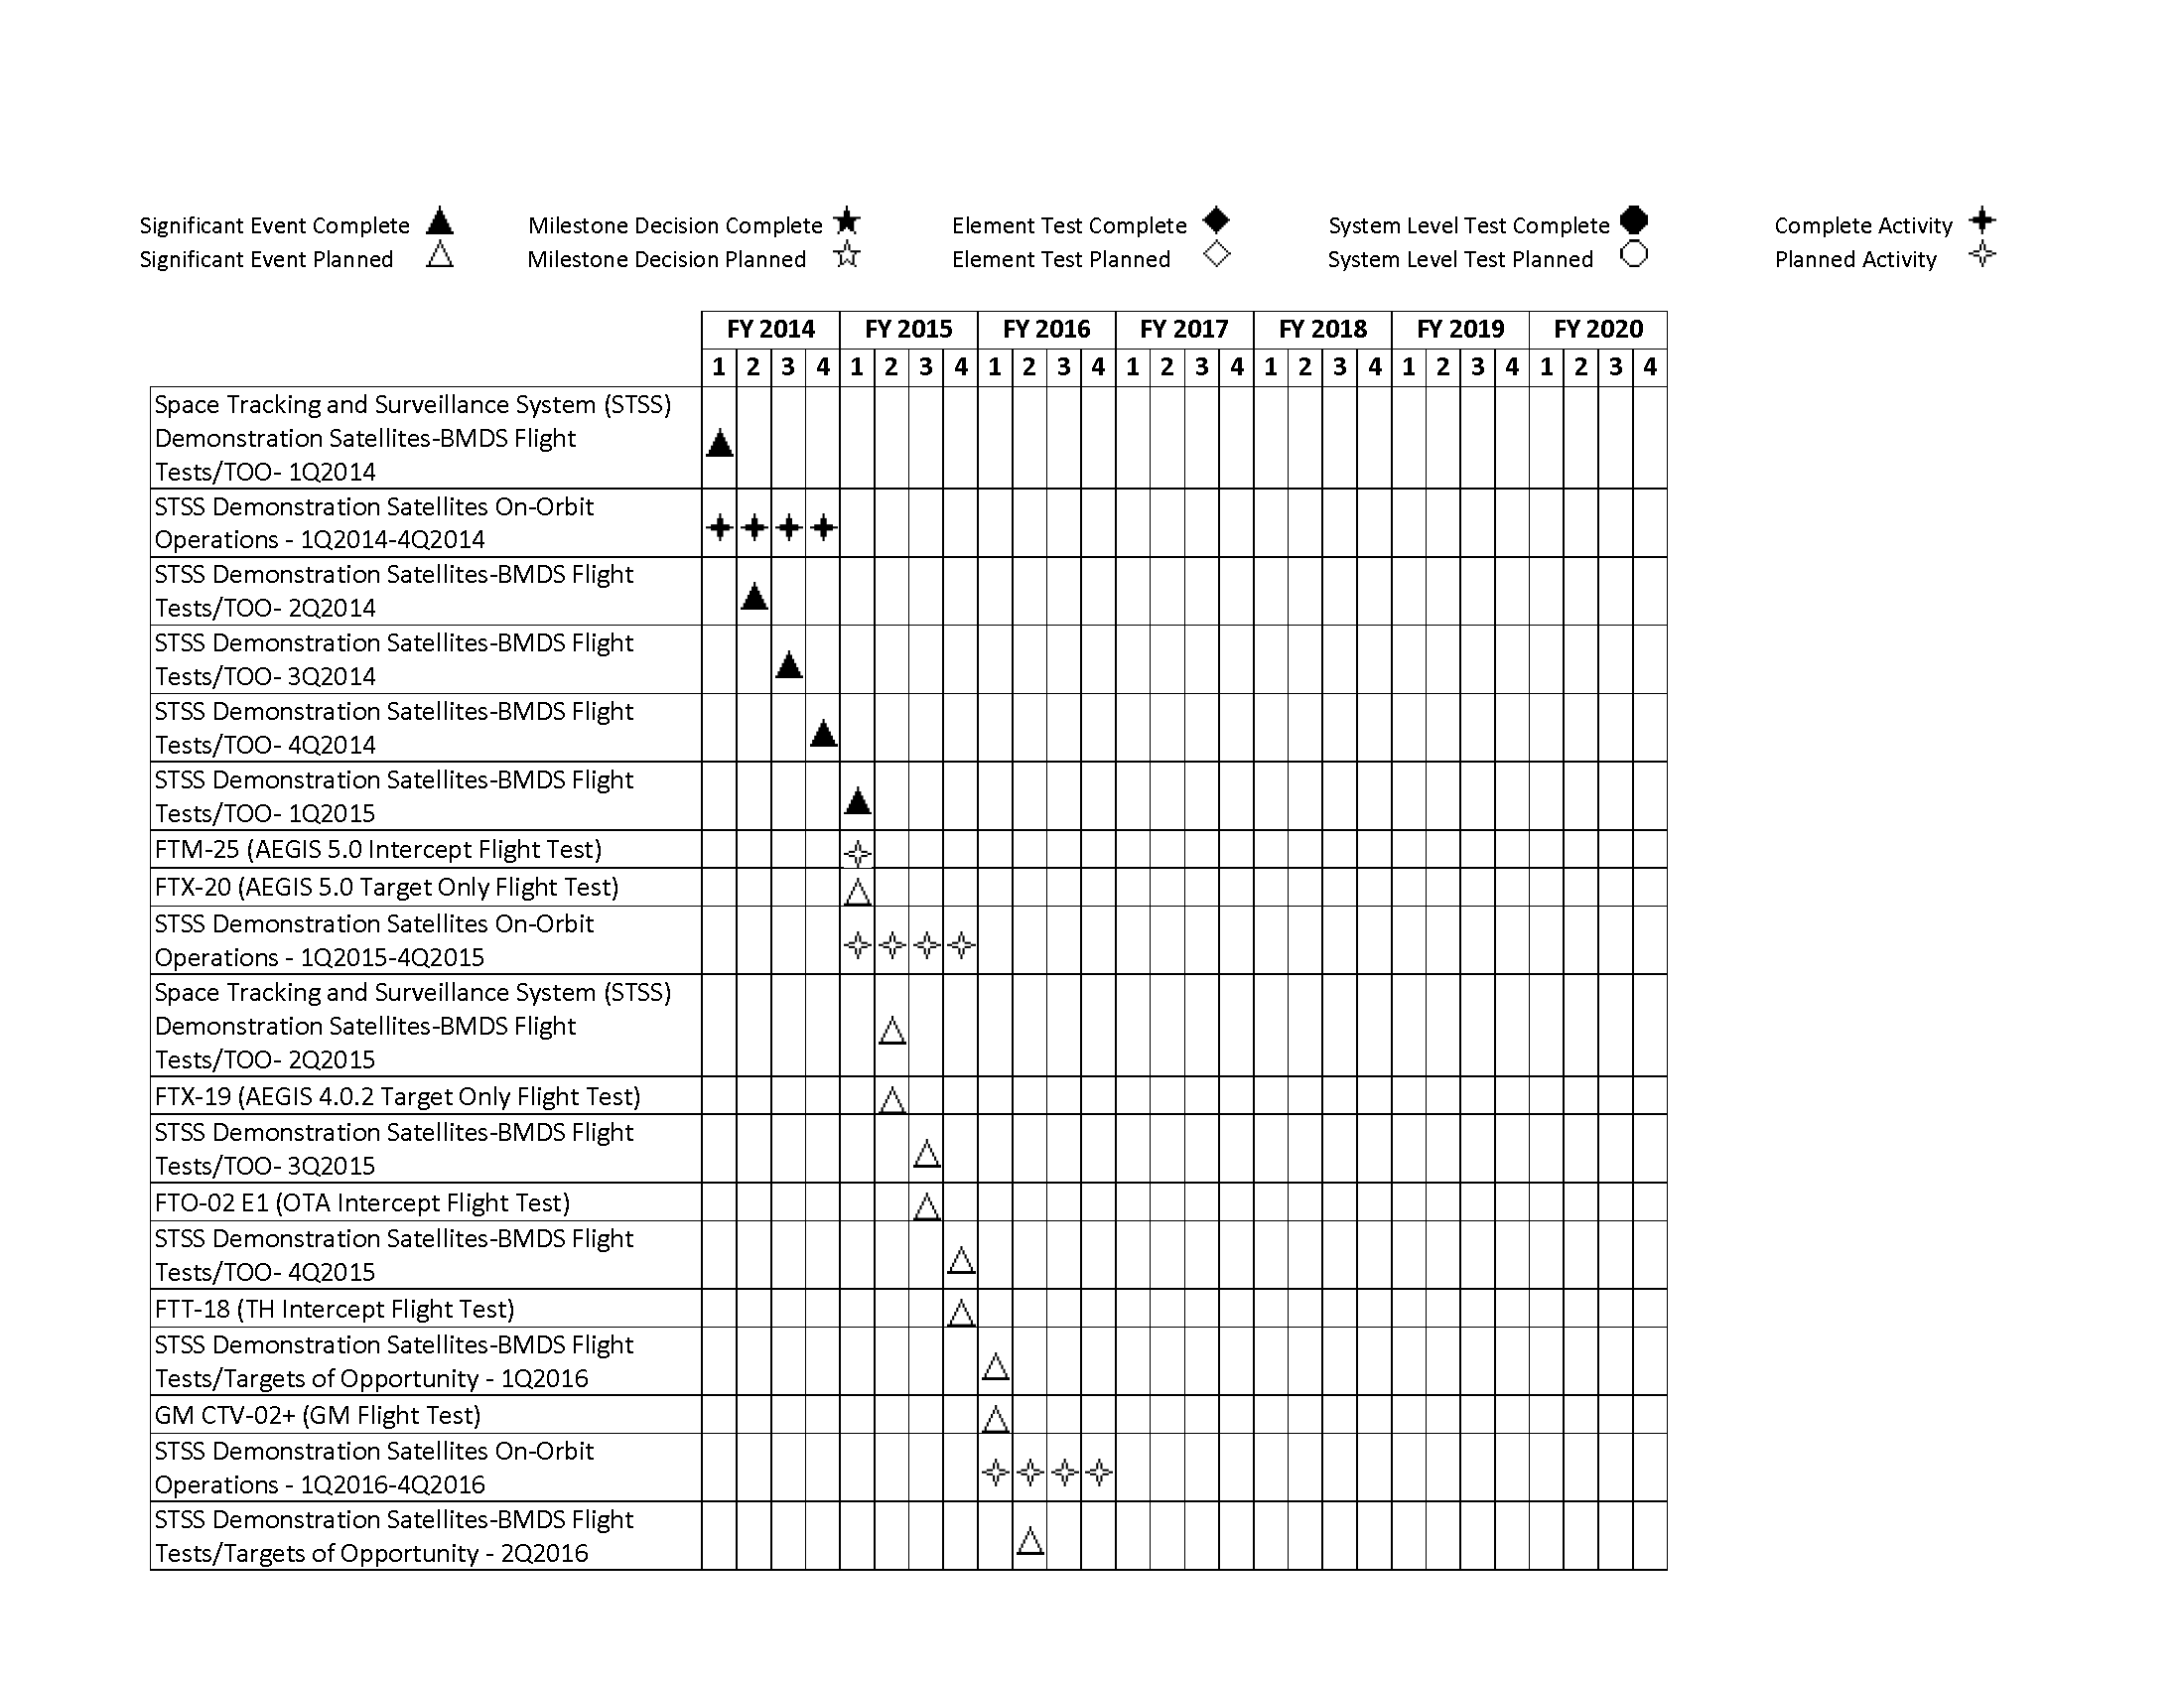 Significant Event Complete Milestone Decision Complete Element Test Complete System Level Test Complete Complete Activity
Significant Event Planned Milestone Decision Planned Element Test Planned System Level Test Planned Planned Activity
FY 2014 FY 2015 FY 2016 FY 2017 FY 2018 FY 2019 FY 2020
1 2 3 4 1 2 3 4 1 2 3 4 1 2 3 4 1 2 3 4 1 2 3 4 1 2 3 4
Space Tracking and Surveillance System (STSS)
Demonstration Satellites-BMDS Flight
Tests/TOO- 1Q2014
STSS Demonstration Satellites On-Orbit
Operations - 1Q2014-4Q2014
STSS Demonstration Satellites-BMDS Flight
Tests/TOO- 2Q2014
STSS Demonstration Satellites-BMDS Flight
Tests/TOO- 3Q2014
STSS Demonstration Satellites-BMDS Flight
Tests/TOO- 4Q2014
STSS Demonstration Satellites-BMDS Flight
Tests/TOO- 1Q2015
FTM-25 (AEGIS 5.0 Intercept Flight Test)
FTX-20 (AEGIS 5.0 Target Only Flight Test)
STSS Demonstration Satellites On-Orbit
Operations - 1Q2015-4Q2015
Space Tracking and Surveillance System (STSS)
Demonstration Satellites-BMDS Flight
Tests/TOO- 2Q2015
FTX-19 (AEGIS 4.0.2 Target Only Flight Test)
STSS Demonstration Satellites-BMDS Flight
Tests/TOO- 3Q2015
FTO-02 E1 (OTA Intercept Flight Test)
STSS Demonstration Satellites-BMDS Flight
Tests/TOO- 4Q2015
FTT-18 (TH Intercept Flight Test)
STSS Demonstration Satellites-BMDS Flight
Tests/Targets of Opportunity - 1Q2016
GM CTV-02+ (GM Flight Test)
STSS Demonstration Satellites On-Orbit
Operations - 1Q2016-4Q2016
STSS Demonstration Satellites-BMDS Flight
Tests/Targets of Opportunity - 2Q2016